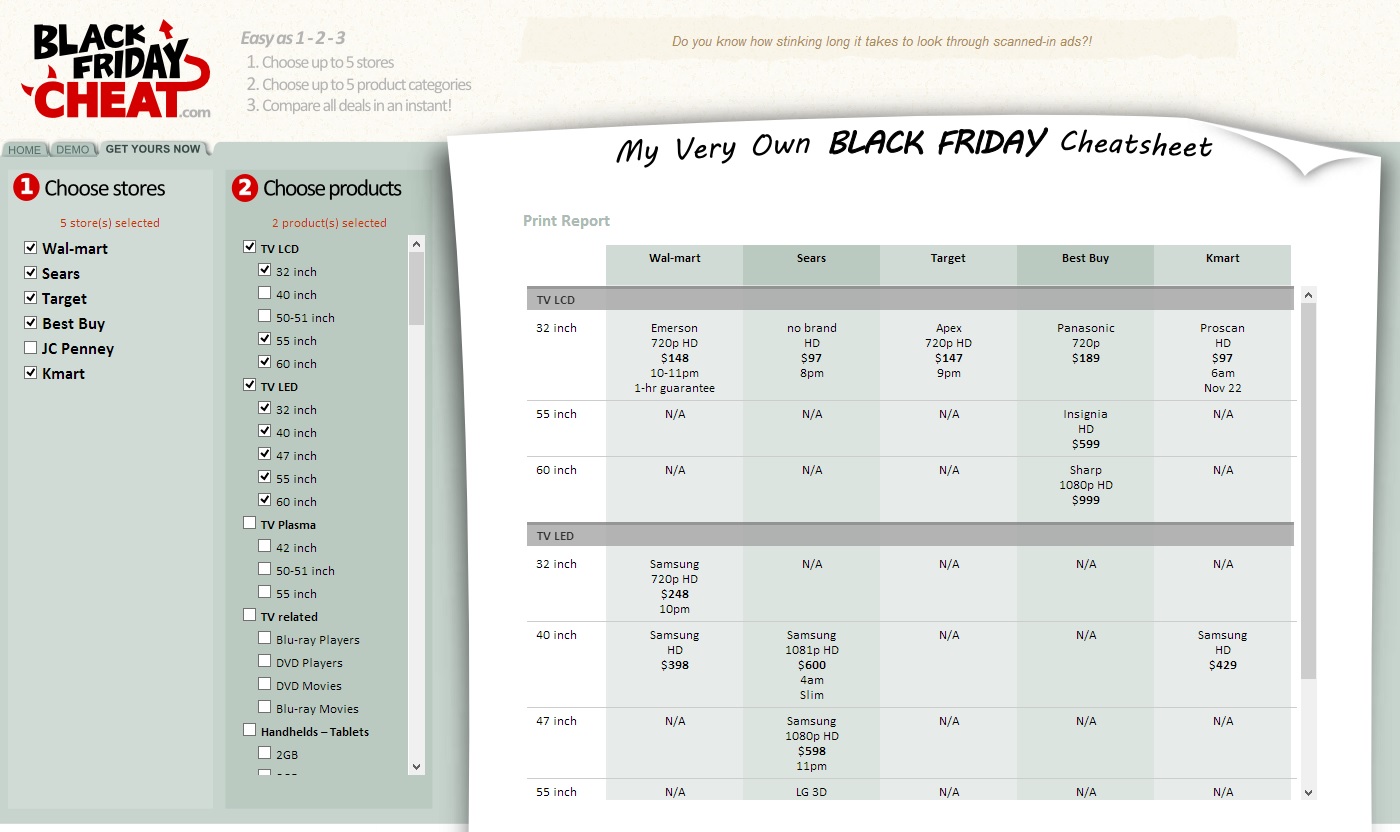 BLACK
FRIDAY
CHEAT.com
Easy as 1 - 2 - 3
1. Choose up to 5 stores
2. Choose up to 5 product categories
3. Compare all deals in an instant!
Do you know how stinking long it takes to look through scanned-in ads?!
HOME DEMO GET YOURS NOW
1 Choose stores
5 store(s) selected
Wal-mart
Sears
Target
Best Buy
JC Penney
Kmart
2 Choose products
2 product(s) selected
TV LCD
32 inch
40 inch
50-51 inch
55 inch
60 inch
TV LED
32 inch
40 inch
47 inch
55 inch
60 inch
TV Plasma
42 inch
50-51 inch
55 inch
TV related
Blu-ray Players
DVD Players
DVD Movies
Blu-ray Movies
Handhelds – Tablets
2GB
My Very Own BLACK FRIDAY Cheatsheet
Print Report
Wal-mart Sears Target Best Buy Kmart
TV LCD
32 inch Emerson no brand Apex Panasonic Proscan
720p HD HD 720p HD 720p HD
$148 $97 $147 $189 $97
10-11pm 8pm 9pm 6am
1-hr guarantee Nov 22
55 inch N/A N/A N/A Insignia N/A
HD
$599
60 inch N/A N/A N/A Sharp N/A
1080p HD
$999
TV LED
32 inch Samsung N/A N/A N/A N/A
720p HD
$248
10pm
40 inch Samsung Samsung N/A N/A Samsung
HD 1081p HD HD
$398 $600 $429
4am
Slim
47 inch N/A Samsung N/A N/A N/A
1080p HD
$598
11pm
55 inch N/A LG 3D N/A N/A N/A